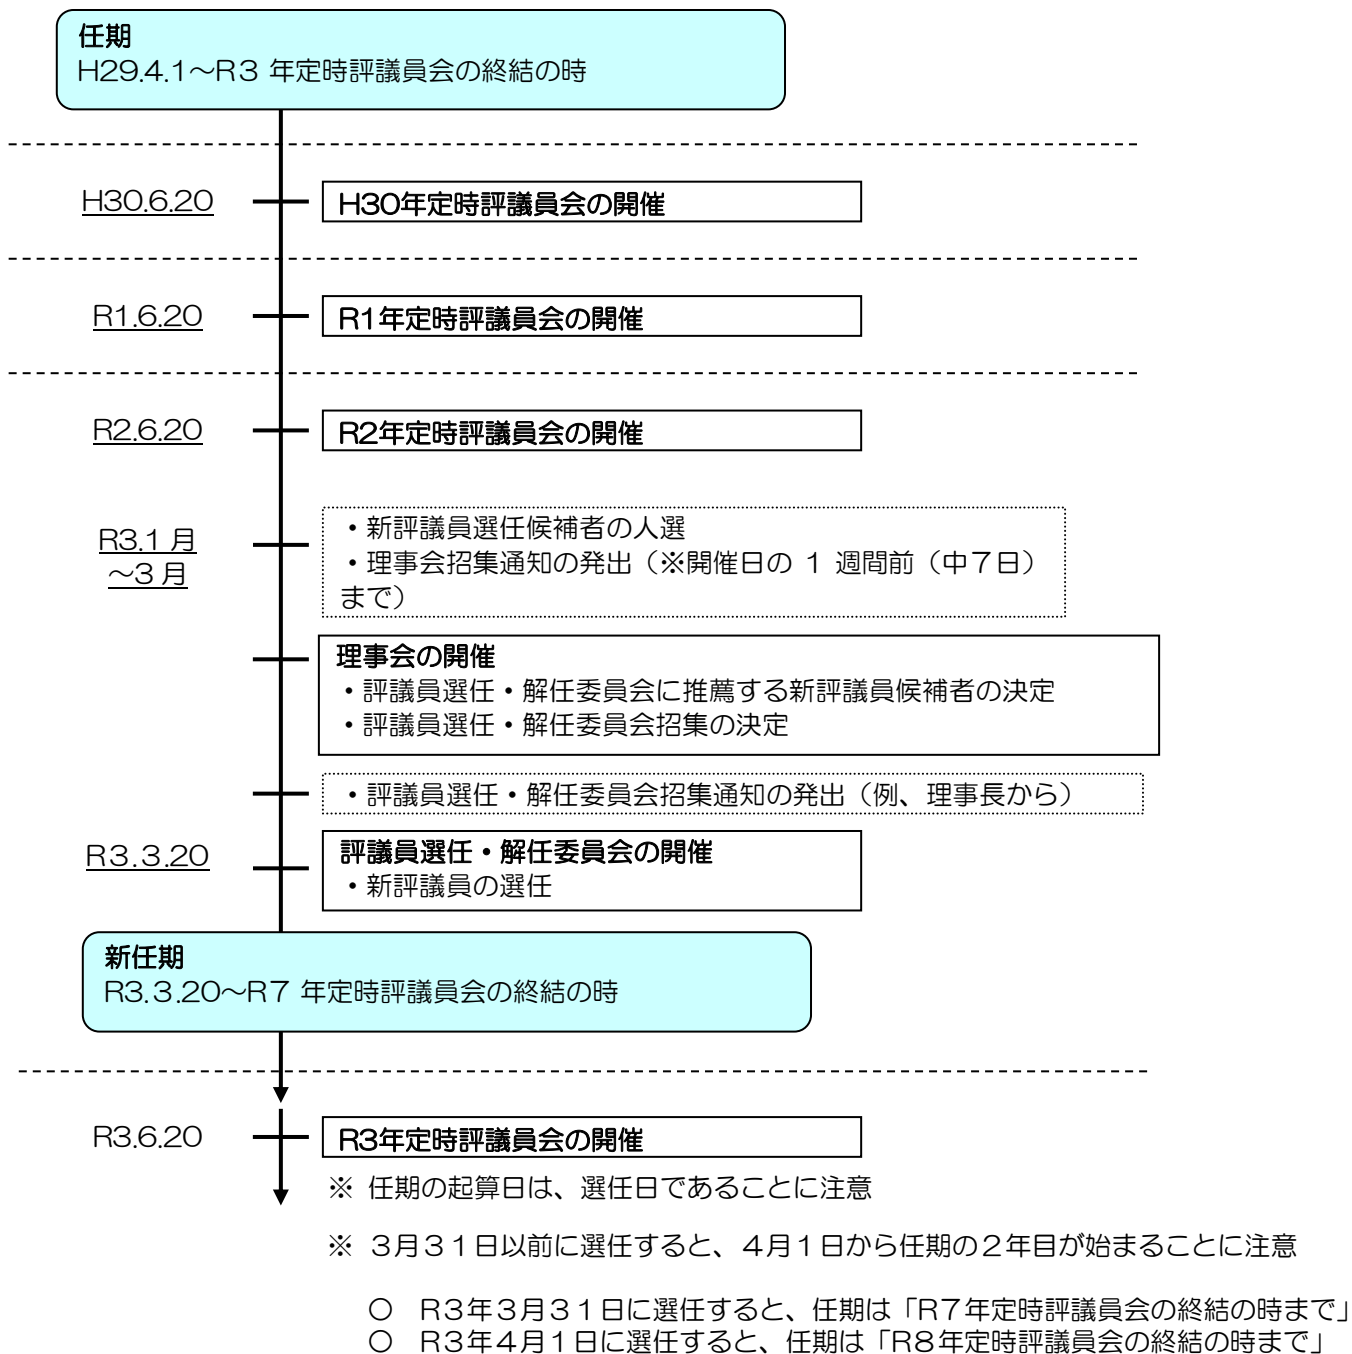 任期
H29.4.1～R３ 年定時評議員会の終結の時
H30.6.20
H30年定時評議員会の開催
R1.6.20
R1年定時評議員会の開催
R2.6.20
R2年定時評議員会の開催
R3.1 月
～3 月
・新評議員選任候補者の人選
・理事会招集通知の発出（※開催日の １ 週間前（中７日）
まで）
理事会の開催
・評議員選任・解任委員会に推薦する新評議員候補者の決定
・評議員選任・解任委員会招集の決定
・評議員選任・解任委員会招集通知の発出（例、理事長から）
R３.３.20
評議員選任・解任委員会の開催
・新評議員の選任
新任期
R3.３.20～R７ 年定時評議員会の終結の時
R3.6.20
R3年定時評議員会の開催
※ 任期の起算日は、選任日であることに注意
※ ３月３１日以前に選任すると、４月１日から任期の２年目が始まることに注意
○ R３年３月３１日に選任すると、任期は「R７年定時評議員会の終結の時まで」
○ R３年４月１日に選任すると、任期は「R８年定時評議員会の終結の時まで」